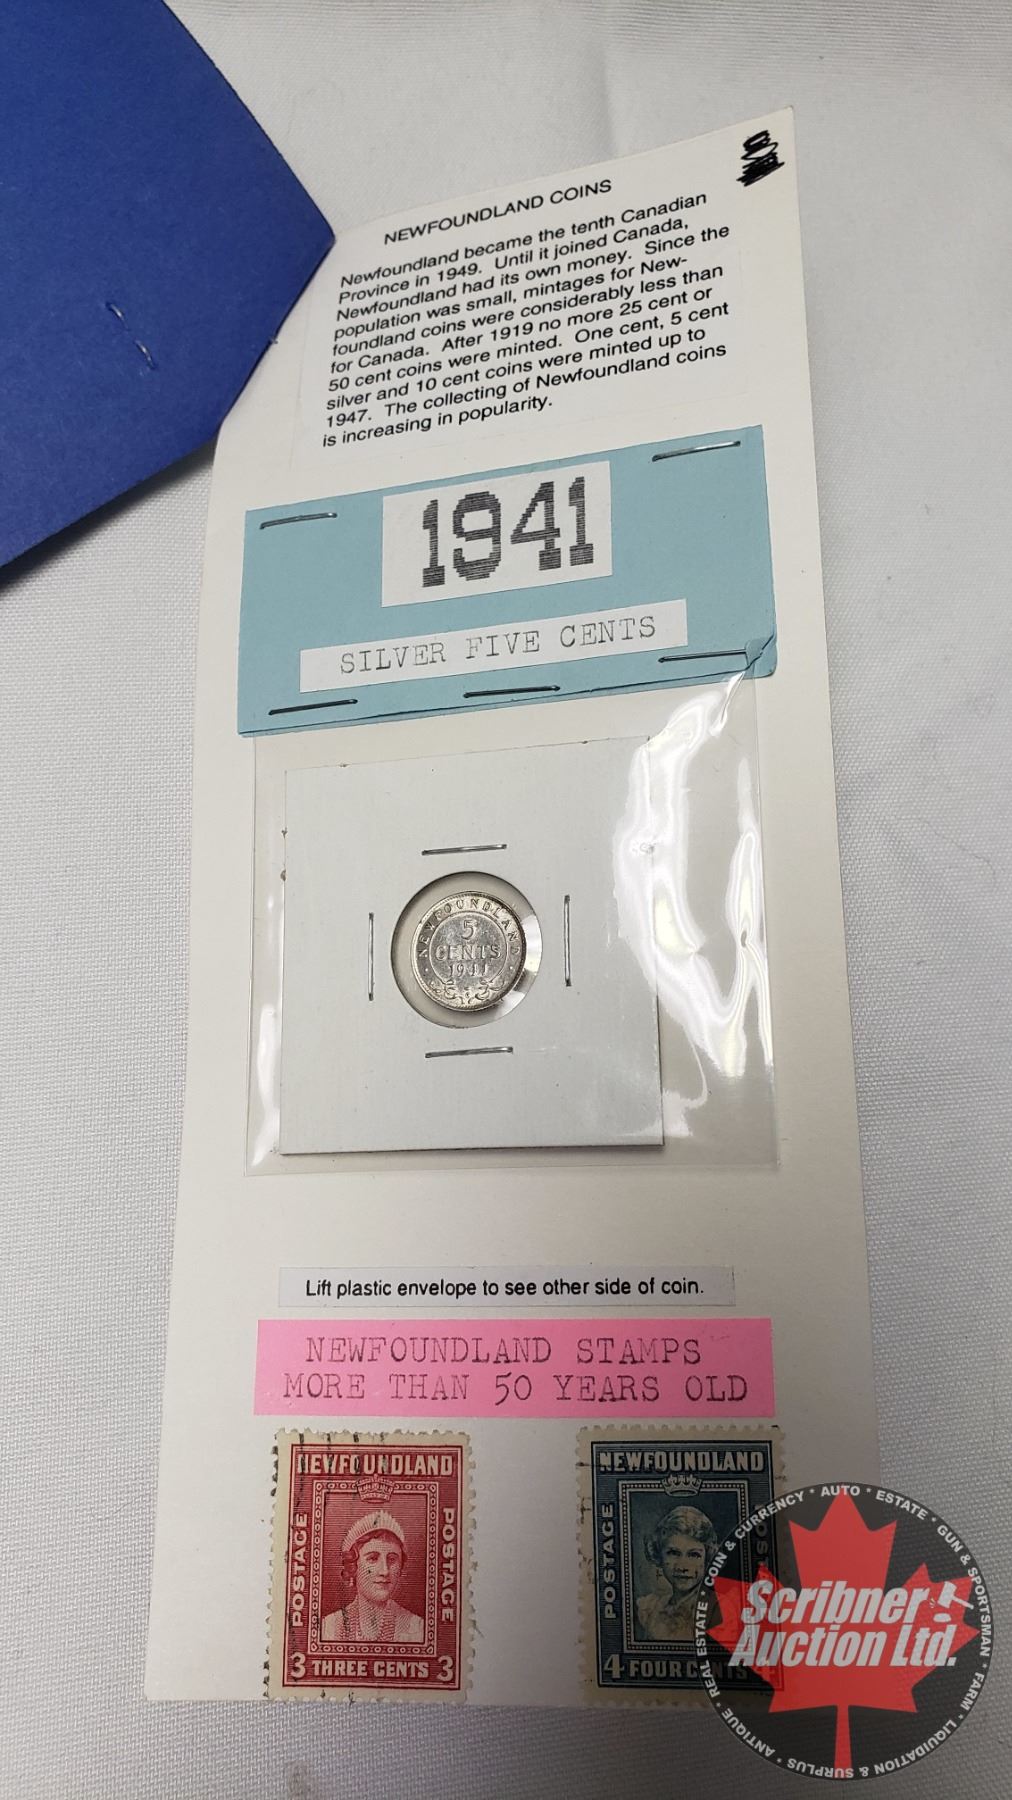 NEWFOUNDLAND COINS
Newfoundland became the tenth Canadian
Province in 1949. Until it joined Canada,
Newfoundland had its own money. Since the
population was small, mintages for New-
foundland coins were considerably less than
for Canada. After 1919 no more 25 cent or
50 cent coins were minted. One cent, 5 cent
silver and 10 cent coins were minted up to
1947. The collecting of Newfoundland coins
is increasing in popularity.
1941
SILVER FIVE CENTS
NEWFOUNDLAND
5
CENTS
1941
C
Lift plastic envelope to see other side of coin.
NEWFOUNDLAND STAMPS
MORE THAN 50 YEARS OLD
NEWFOUNDLAND
POSTAGE
POSTAGE
3 THREE CENTS 3
NEWFOUNDLAND
POSTAGE
POSTAGE
4 FOUR CENTS 4
Scribner
Auction Ltd.
ANTIQUE * REAL ESTATE * COIN & CURRENCY * AUTO * ESTATE * GUN & SPORTSMAN * FARM * LIQUIDATION & SURPLUS *